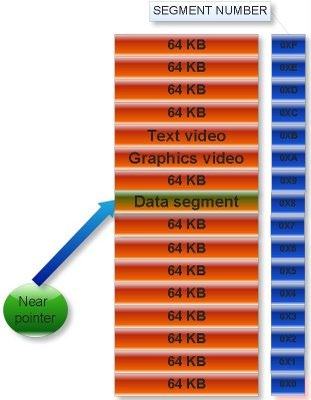 SEGMENT NUMBER
64 KB 0XF
64 KB 0XE
64 KB 0XD
64 KB 0XC
Text video 0XB
Graphics video 0XA
64 KB 0X9
Data segment 0X8
64 KB 0X7
64 KB 0X6
64 KB 0X5
64 KB 0X4
64 KB 0X3
64 KB 0X2
64 KB 0X1
64 KB 0X0
Near
pointer